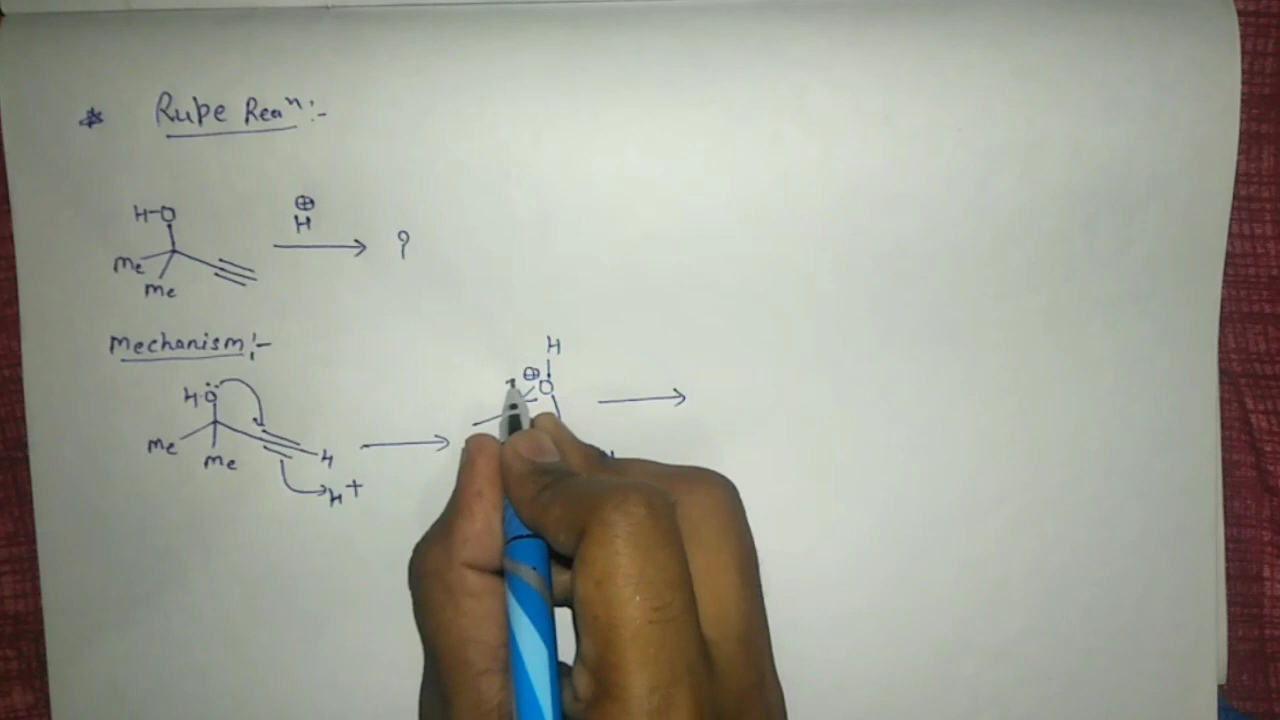 * Rupe Reaⁿ:-
H-O
⊕
H
?
Me
Me
Mechanism:-
H
H-Ö
⊕ O
Me
Me
H
H+